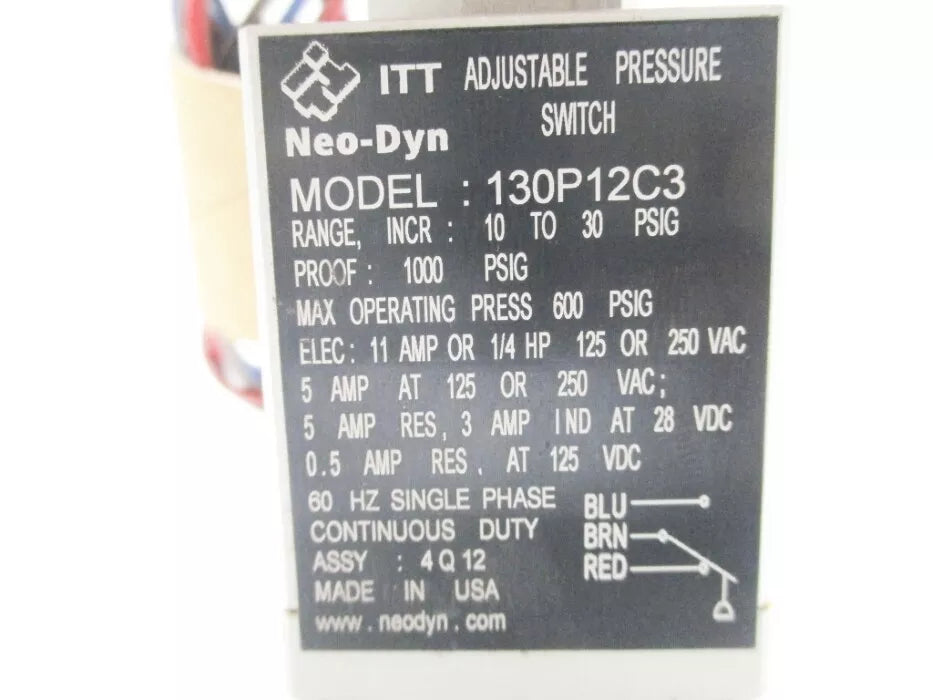 ITT ADJUSTABLE PRESSURE
SWITCH
Neo-Dyn
MODEL : 130P12C3
RANGE, INCR : 10 TO 30 PSIG
PROOF : 1000 PSIG
MAX OPERATING PRESS 600 PSIG
ELEC: 11 AMP OR 1/4 HP 125 OR 250 VAC
5 AMP AT 125 OR 250 VAC;
5 AMP RES, 3 AMP IND AT 28 VDC
0.5 AMP RES. AT 125 VDC
60 HZ SINGLE PHASE
CONTINUOUS DUTY
ASSY : 4 Q 12
MADE IN USA
www.neodyn.com
BLU
BRN
RED